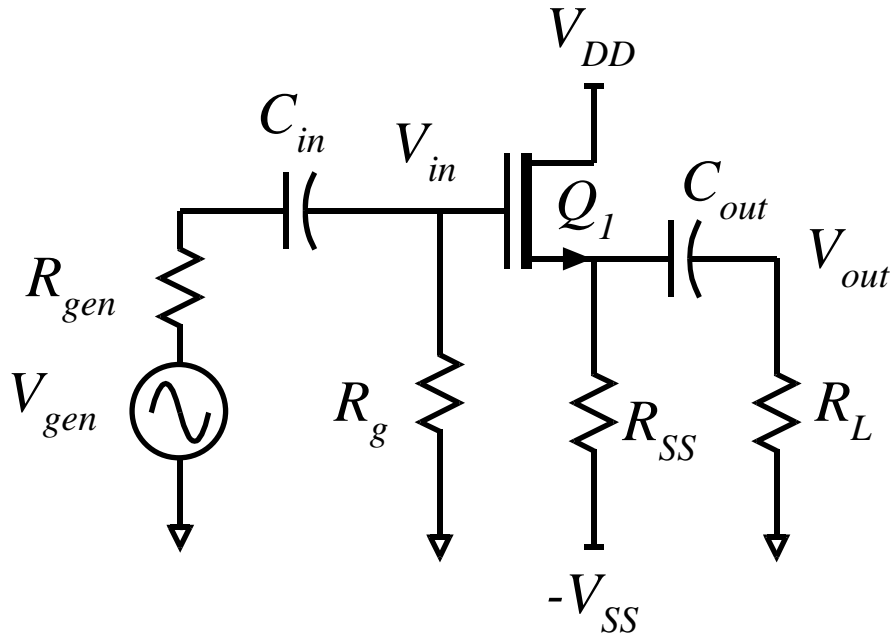 V_DD
C_in
V_in
Q_1
C_out
V_out
R_gen
V_gen
R_g
R_SS
R_L
-V_SS